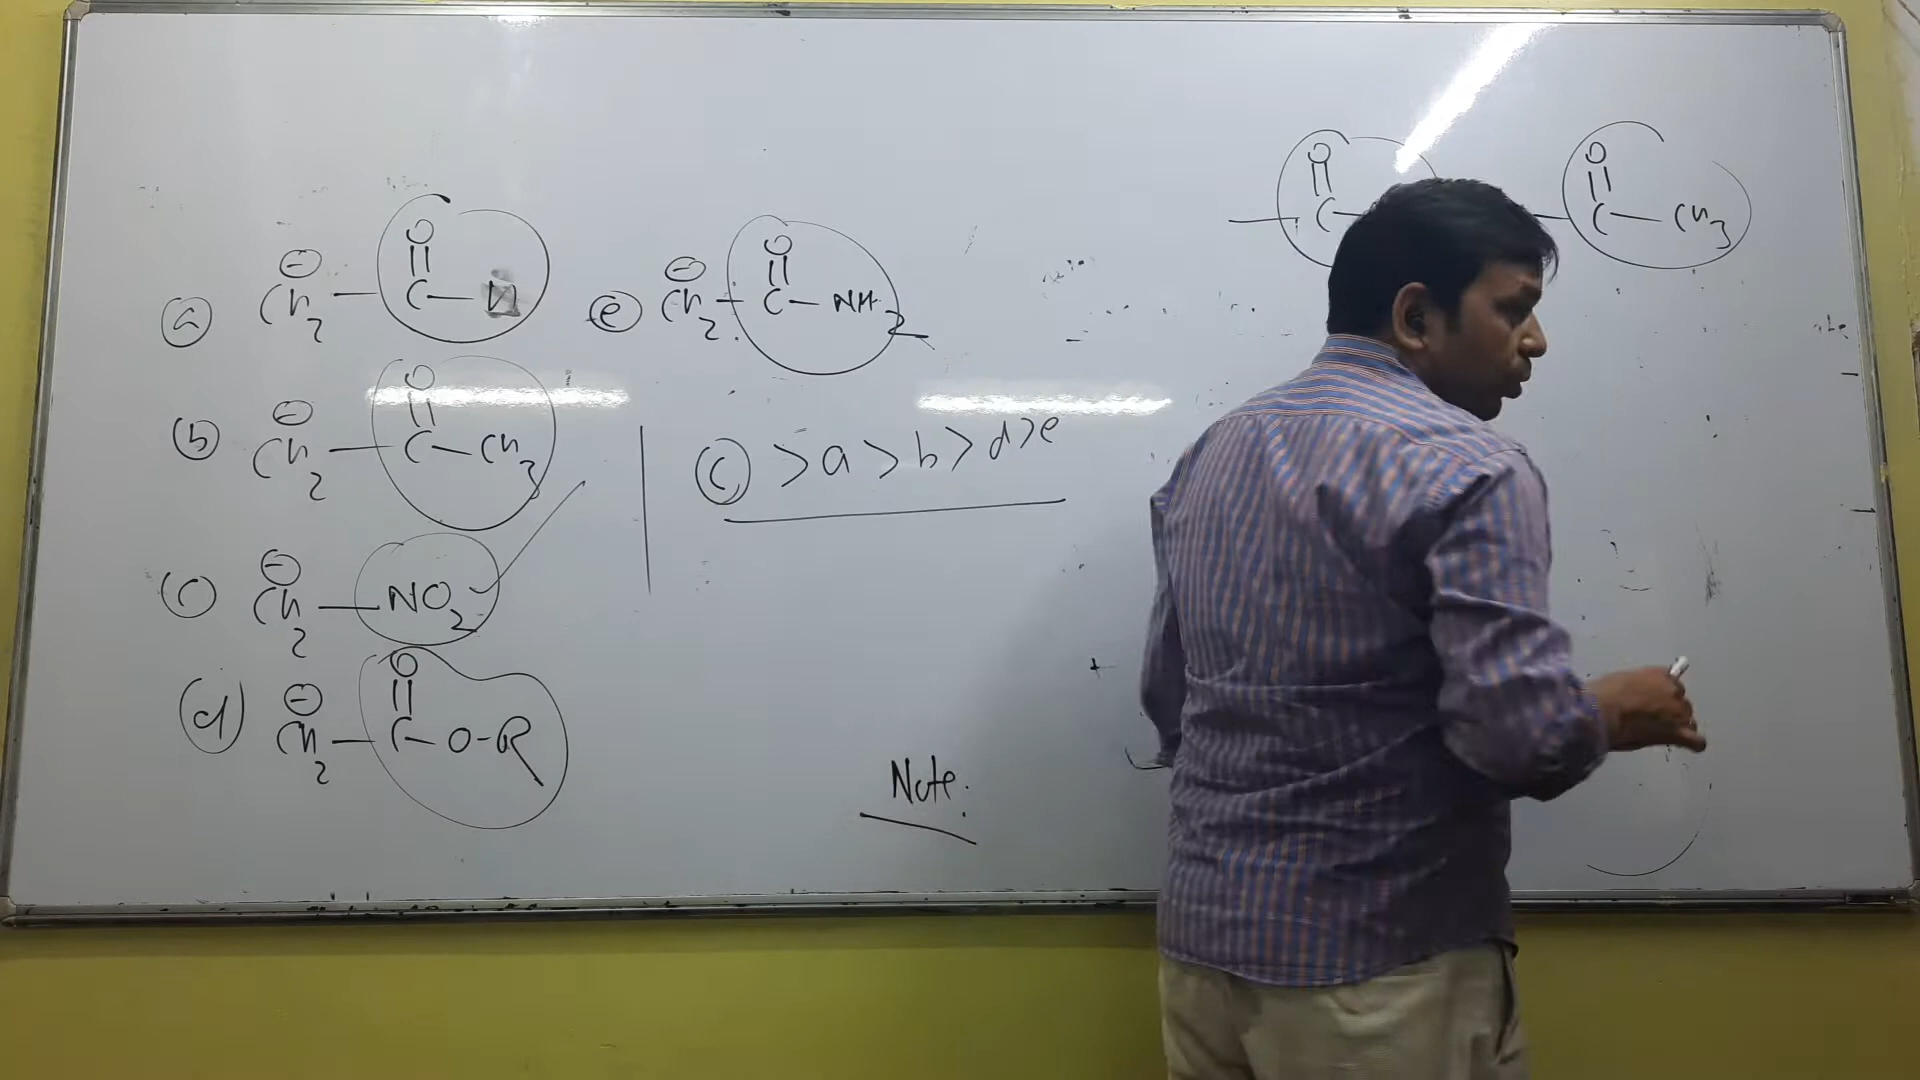 (a) ⊖CH2 — C(=O) — H
(b) ⊖CH2 — C(=O) — CH3
(c) ⊖CH2 — NO2
(d) ⊖CH2 — C(=O) — O-R
(e) ⊖CH2 — C(=O) — NH2
(c) > a > b > d > e
Note:
O
C
O
C — CH3